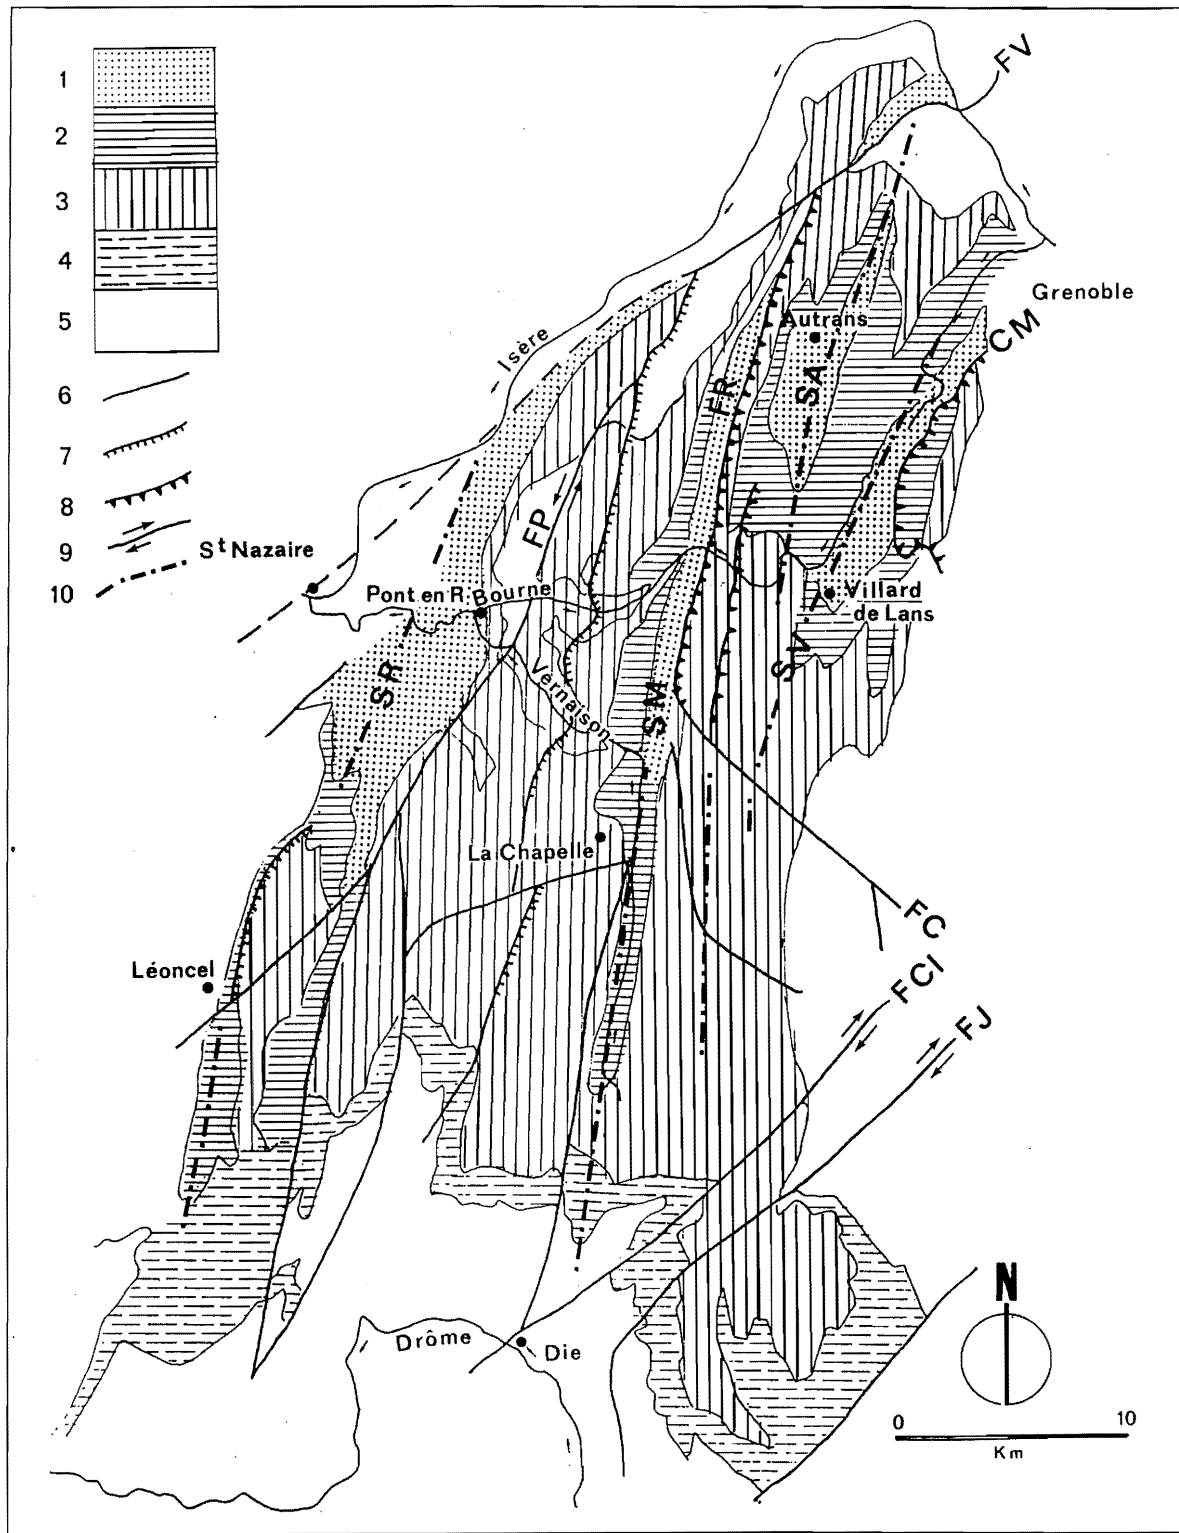 1
2
3
4
5
6
7
8
9
10
FV
Grenoble
CM
Autrans
SA
FR
Isère
FP
St Nazaire
Pont en R.
Bourne
Villard
de Lans
SV
SR
SM
Vernaison
La Chapelle
FC
FCI
FJ
Léoncel
N
Drôme
Die
0
10
Km